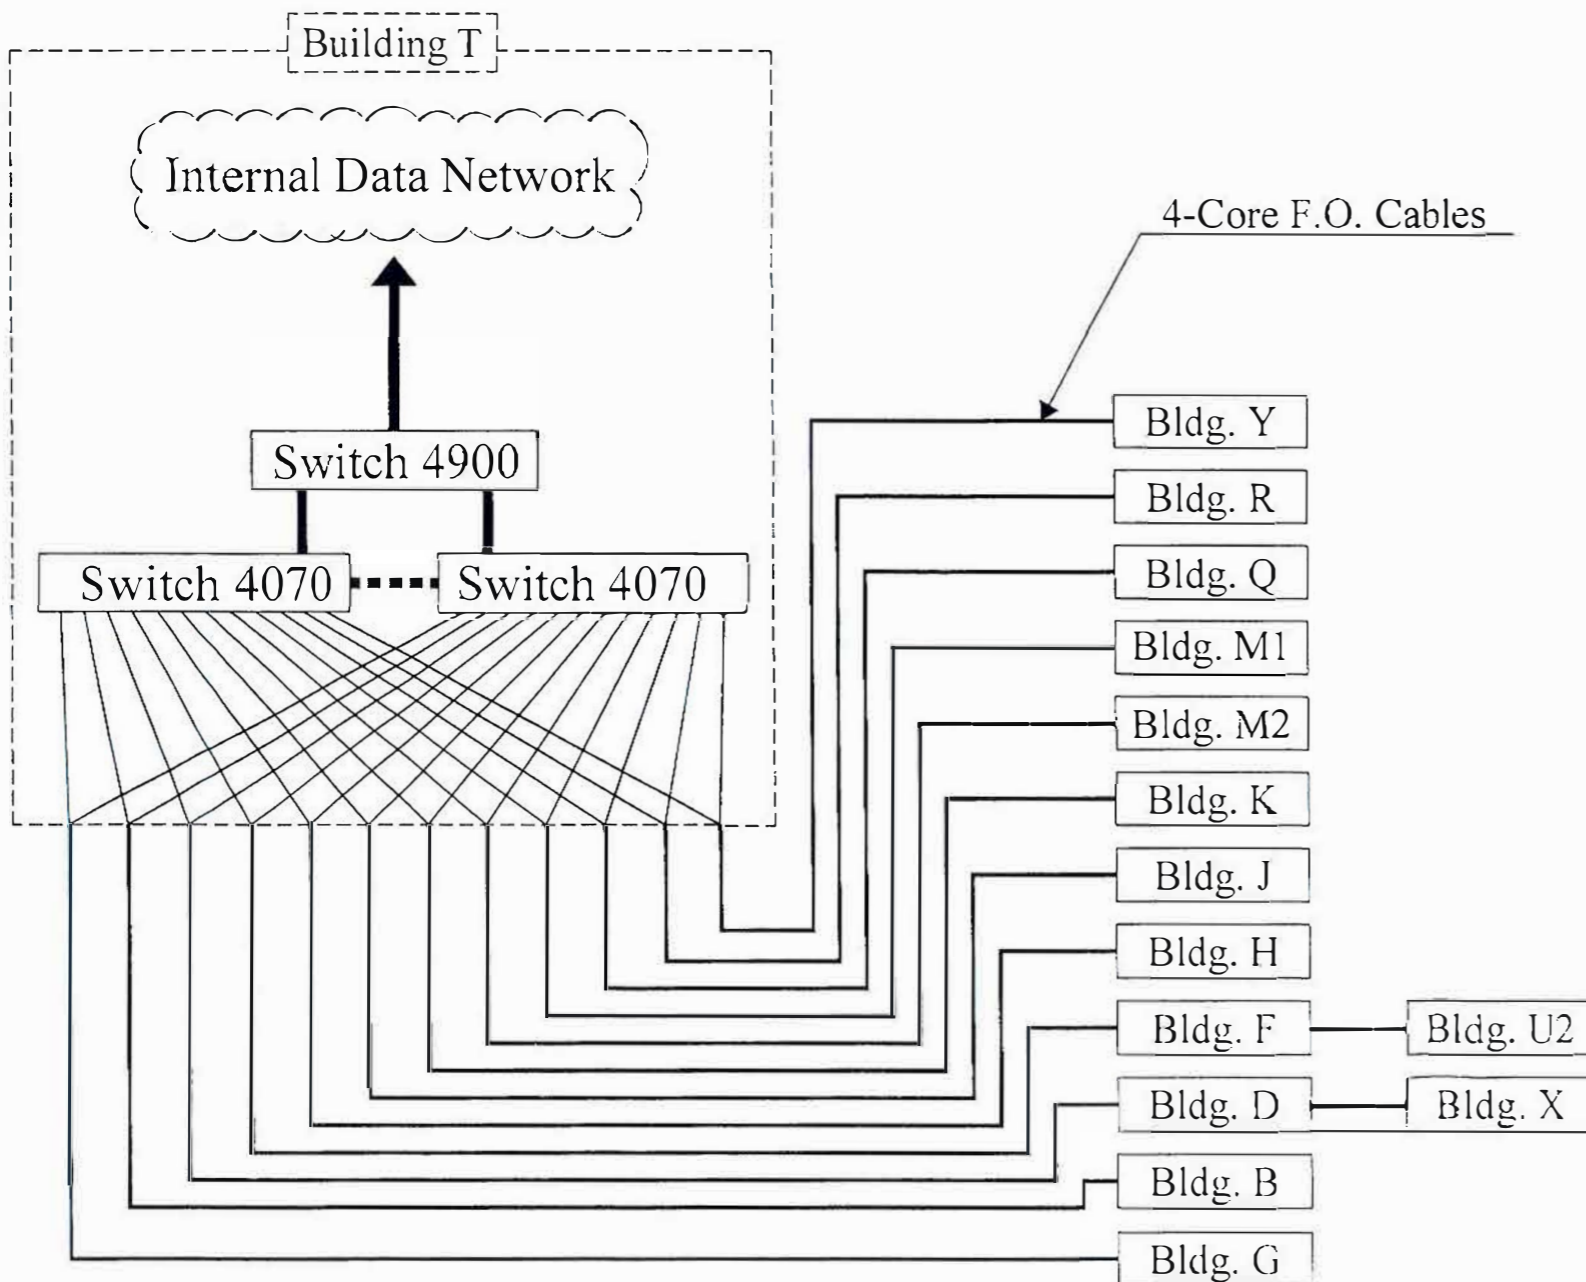 Building T
Internal Data Network
4-Core F.O. Cables
Switch 4900
Switch 4070
Switch 4070
Bldg. Y
Bldg. R
Bldg. Q
Bldg. M1
Bldg. M2
Bldg. K
Bldg. J
Bldg. H
Bldg. F
Bldg. U2
Bldg. D
Bldg. X
Bldg. B
Bldg. G